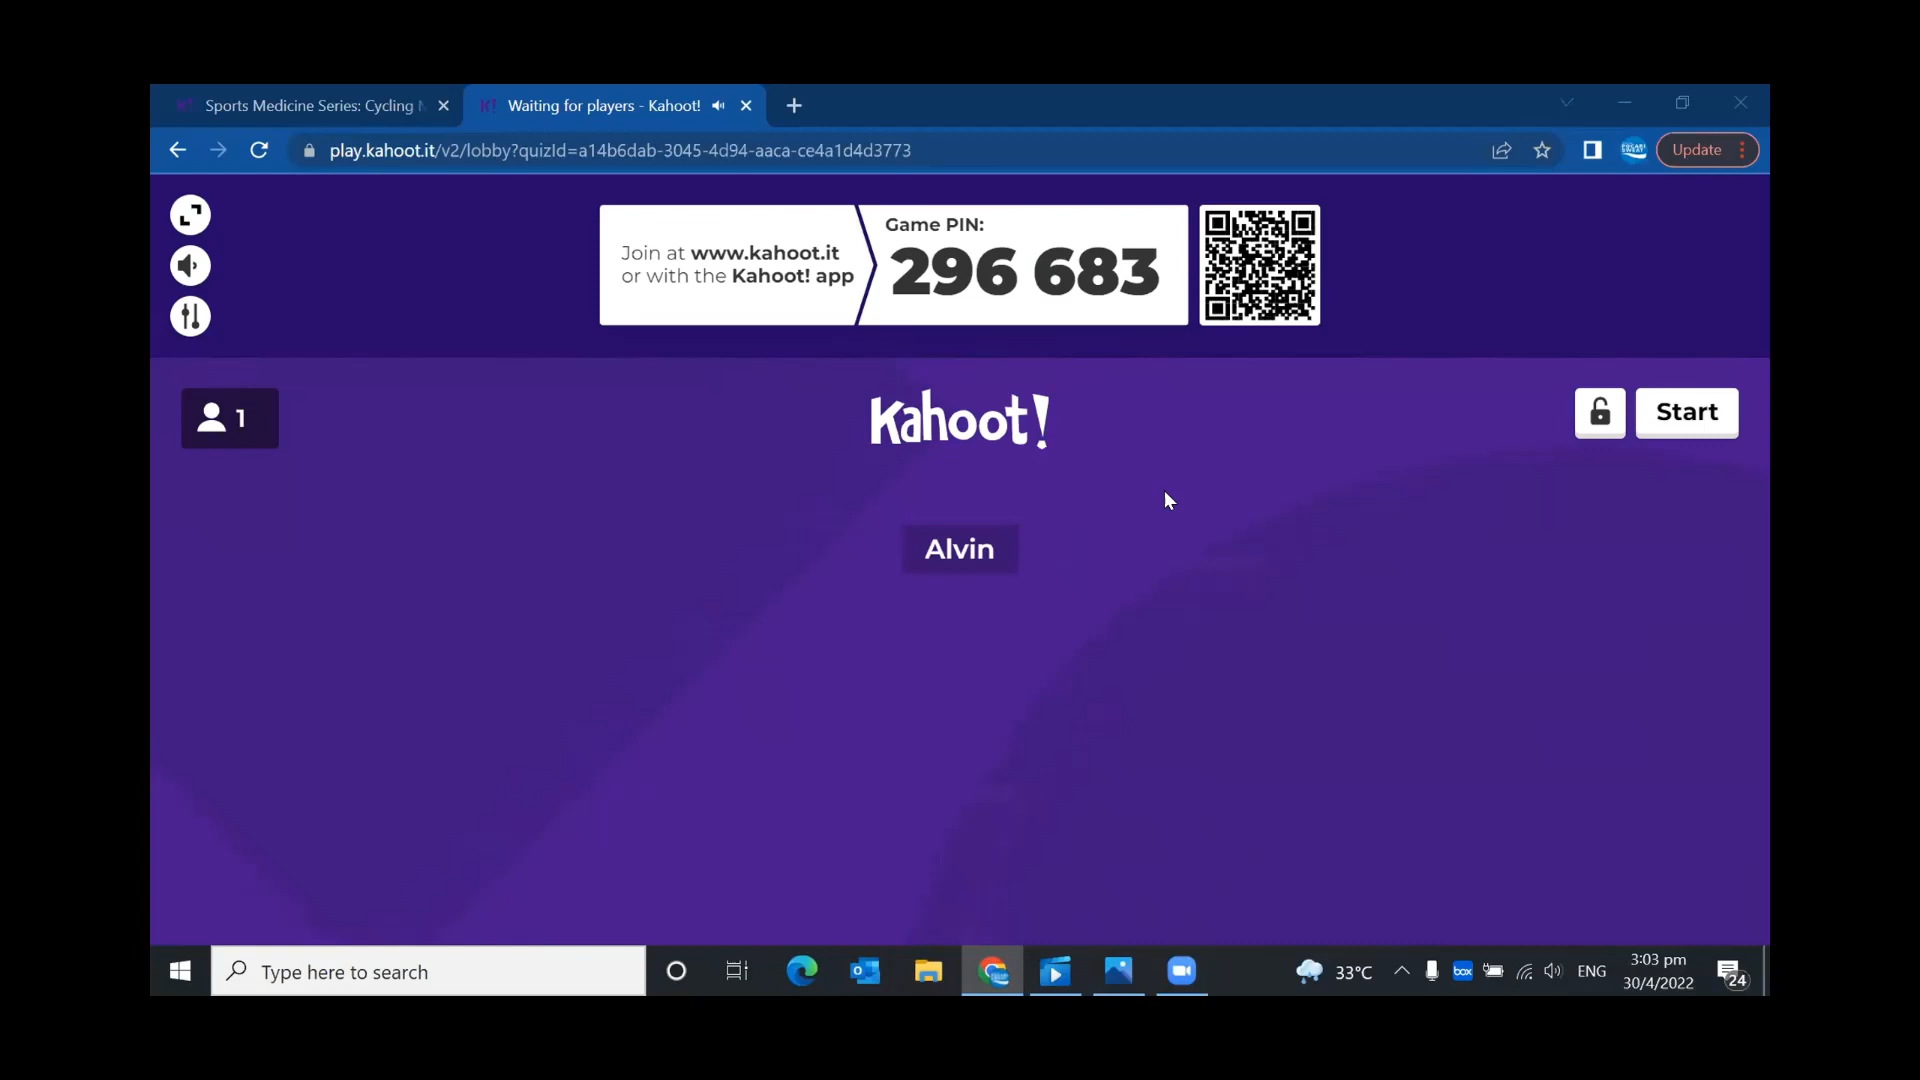 Sports Medicine Series: Cycling
Waiting for players - Kahoot!
play.kahoot.it/v2/lobby?quizId=a14b6dab-3045-4d94-aaca-ce4a1d4d3773
Update
Join at www.kahoot.it
or with the Kahoot! app
Game PIN:
296 683
1
Kahoot!
Start
Alvin
Type here to search
box
33°C
ENG
3:03 pm
30/4/2022
24